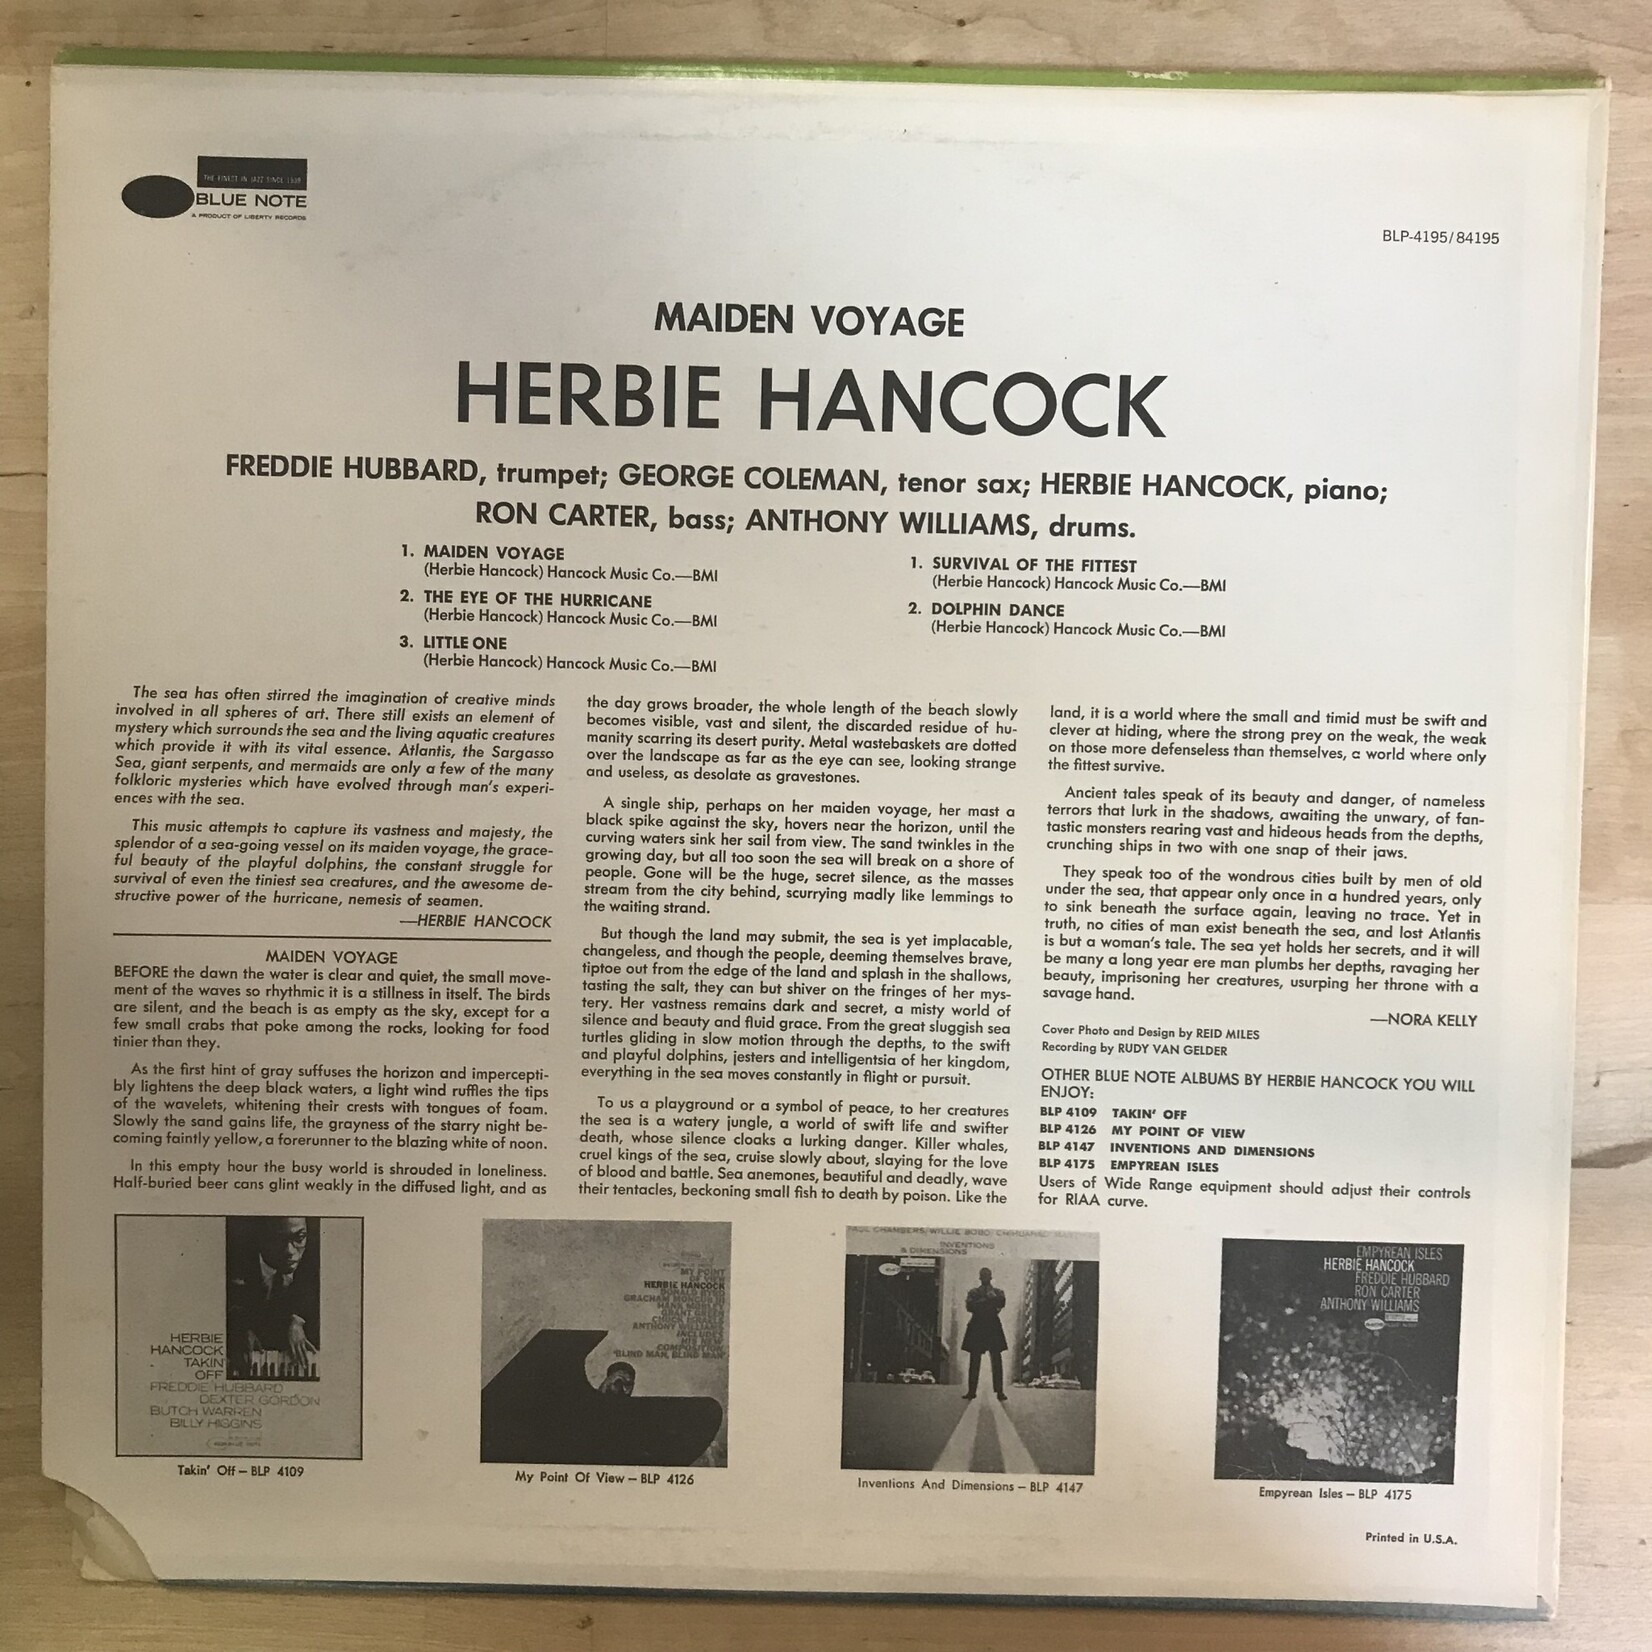 THE FINEST IN JAZZ SINCE 1939
BLUE NOTE
A PRODUCT OF LIBERTY RECORDS
BLP-4195/84195
MAIDEN VOYAGE
HERBIE HANCOCK
FREDDIE HUBBARD, trumpet; GEORGE COLEMAN, tenor sax; HERBIE HANCOCK, piano;
RON CARTER, bass; ANTHONY WILLIAMS, drums.
1. MAIDEN VOYAGE
(Herbie Hancock) Hancock Music Co.—BMI
2. THE EYE OF THE HURRICANE
(Herbie Hancock) Hancock Music Co.—BMI
3. LITTLE ONE
(Herbie Hancock) Hancock Music Co.—BMI
1. SURVIVAL OF THE FITTEST
(Herbie Hancock) Hancock Music Co.—BMI
2. DOLPHIN DANCE
(Herbie Hancock) Hancock Music Co.—BMI
The sea has often stirred the imagination of creative minds
involved in all spheres of art. There still exists an element of
mystery which surrounds the sea and the living aquatic creatures
which provide it with its vital essence. Atlantis, the Sargasso
Sea, giant serpents, and mermaids are only a few of the many
folkloric mysteries which have evolved through man's experi-
ences with the sea.
This music attempts to capture its vastness and majesty, the
splendor of a sea-going vessel on its maiden voyage, the grace-
ful beauty of the playful dolphins, the constant struggle for
survival of even the tiniest sea creatures, and the awesome de-
structive power of the hurricane, nemesis of seamen.
—HERBIE HANCOCK
MAIDEN VOYAGE
BEFORE the dawn the water is clear and quiet, the small move-
ment of the waves so rhythmic it is a stillness in itself. The birds
are silent, and the beach is as empty as the sky, except for a
few small crabs that poke among the rocks, looking for food
tinier than they.
As the first hint of gray suffuses the horizon and impercepti-
bly lightens the deep black waters, a light wind ruffles the tips
of the wavelets, whitening their crests with tongues of foam.
Slowly the sand gains life, the grayness of the starry night be-
coming faintly yellow, a forerunner to the blazing white of noon.
In this empty hour the busy world is shrouded in loneliness.
Half-buried beer cans glint weakly in the diffused light, and as
the day grows broader, the whole length of the beach slowly
becomes visible, vast and silent, the discarded residue of hu-
manity scarring its desert purity. Metal wastebaskets are dotted
over the landscape as far as the eye can see, looking strange
and useless, as desolate as gravestones.
A single ship, perhaps on her maiden voyage, her mast a
black spike against the sky, hovers near the horizon, until the
curving waters sink her sail from view. The sand twinkles in the
growing day, but all too soon the sea will break on a shore of
people. Gone will be the huge, secret silence, as the masses
stream from the city behind, scurrying madly like lemmings to
the waiting strand.
But though the land may submit, the sea is yet implacable,
changeless, and though the people, deeming themselves brave,
tiptoe out from the edge of the land and splash in the shallows,
tasting the salt, they can but shiver on the fringes of her mys-
tery. Her vastness remains dark and secret, a misty world of
silence and beauty and fluid grace. From the great sluggish sea
turtles gliding in slow motion through the depths, to the swift
and playful dolphins, jesters and intelligentsia of her kingdom,
everything in the sea moves constantly in flight or pursuit.
To us a playground or a symbol of peace, to her creatures
the sea is a watery jungle, a world of swift life and swifter
death, whose silence cloaks a lurking danger. Killer whales,
cruel kings of the sea, cruise slowly about, slaying for the love
of blood and battle. Sea anemones, beautiful and deadly, wave
their tentacles, beckoning small fish to death by poison. Like the
land, it is a world where the small and timid must be swift and
clever at hiding, where the strong prey on the weak, the weak
on those more defenseless than themselves, a world where only
the fittest survive.
Ancient tales speak of its beauty and danger, of nameless
terrors that lurk in the shadows, awaiting the unwary, of fan-
tastic monsters rearing vast and hideous heads from the depths,
crunching ships in two with one snap of their jaws.
They speak too of the wondrous cities built by men of old
under the sea, that appear only once in a hundred years, only
to sink beneath the surface again, leaving no trace. Yet in
truth, no cities of man exist beneath the sea, and lost Atlantis
is but a woman's tale. The sea yet holds her secrets, and it will
be many a long year ere man plumbs her depths, ravaging her
beauty, imprisoning her creatures, usurping her throne with a
savage hand.
—NORA KELLY
Cover Photo and Design by REID MILES
Recording by RUDY VAN GELDER
OTHER BLUE NOTE ALBUMS BY HERBIE HANCOCK YOU WILL
ENJOY:
BLP 4109 TAKIN' OFF
BLP 4126 MY POINT OF VIEW
BLP 4147 INVENTIONS AND DIMENSIONS
BLP 4175 EMPYREAN ISLES
Users of Wide Range equipment should adjust their controls
for RIAA curve.
HERBIE
HANCOCK
TAKIN'
OFF
FREDDIE HUBBARD
DEXTER GORDON
BUTCH WARREN
BILLY HIGGINS
Takin' Off – BLP 4109
MY POINT
OF VIEW
HERBIE HANCOCK
DONALD BYRD
GRACHAN MONCUR
HANK MOBLEY
GRANT GREEN
CHUCK ISRAELS
ANTHONY WILLIAMS
INCLUDES
HIS NEW
COMPOSITION
"BLIND MAN, BLIND MAN"
My Point Of View – BLP 4126
PAUL CHAMBERS/WILLIE BOBO/
INVENTIONS
& DIMENSIONS
Inventions And Dimensions – BLP 4147
EMPYREAN ISLES
HERBIE HANCOCK
FREDDIE HUBBARD
RON CARTER
ANTHONY WILLIAMS
Empyrean Isles – BLP 4175
Printed in U.S.A.